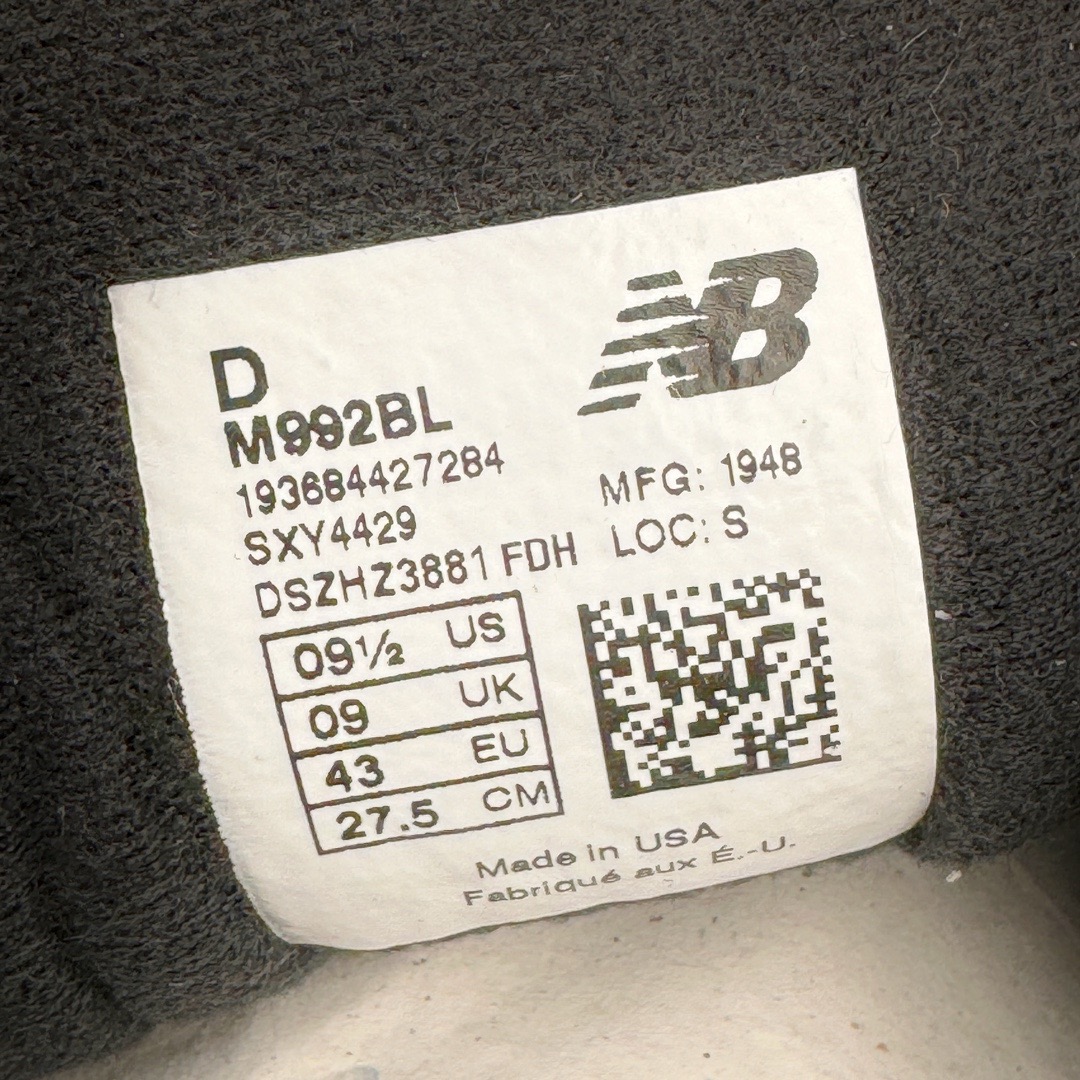 NB
D
M992BL
193684427284
SXY4429
DSZHZ3881 FDH
MFG: 1948
LOC: S
09½ US
09 UK
43 EU
27.5 CM
Made in USA
Fabriqué aux É.-U.